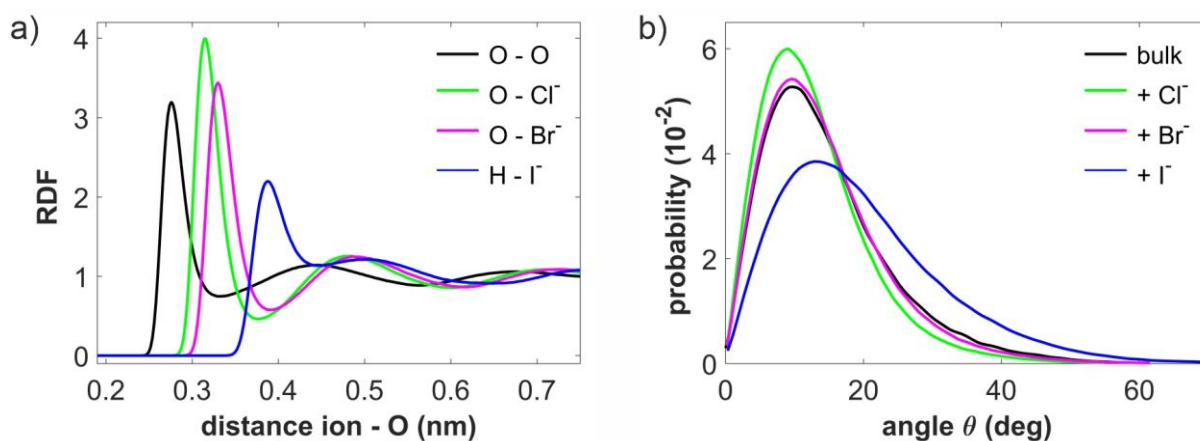 a)
RDF
4
3
2
1
0
0.2 0.3 0.4 0.5 0.6 0.7
distance ion - O (nm)
O - O
O - Cl⁻
O - Br⁻
H - I⁻
b)
probability (10⁻²)
6
4
2
0
0 20 40 60
angle θ (deg)
bulk
+ Cl⁻
+ Br⁻
+ I⁻